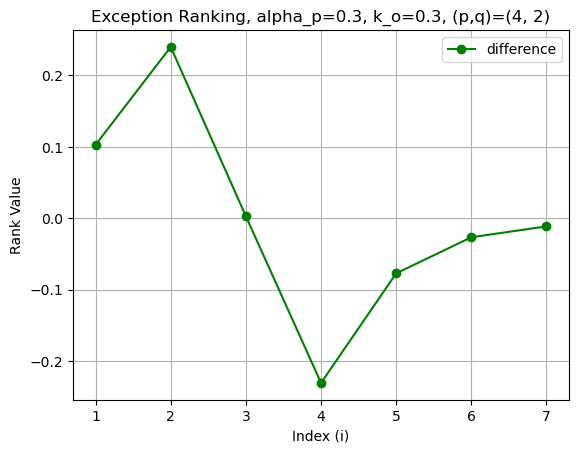 Exception Ranking, alpha_p=0.3, k_o=0.3, (p,q)=(4, 2)
difference
0.2
0.1
0.0
−0.1
−0.2
Rank Value
1 2 3 4 5 6 7
Index (i)